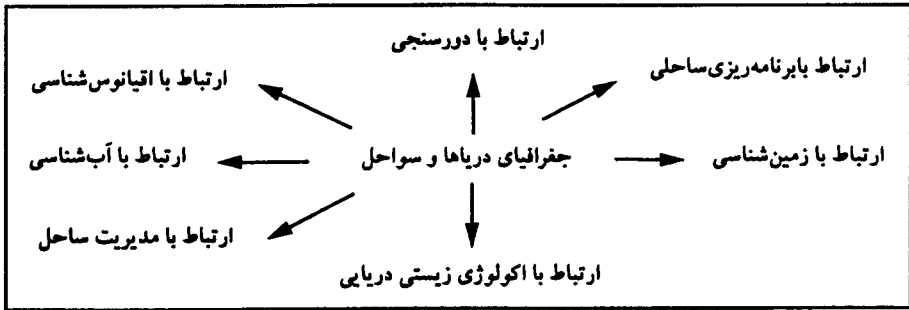 ارتباط با دورسنجی
ارتباط بابرنامه‌ریزی‌ساحلی
ارتباط با اقیانوس‌شناسی
ارتباط با زمین‌شناسی
جغرافیای دریاها و سواحل
ارتباط با آب‌شناسی
ارتباط با مدیریت ساحل
ارتباط با اکولوژی زیستی دریایی